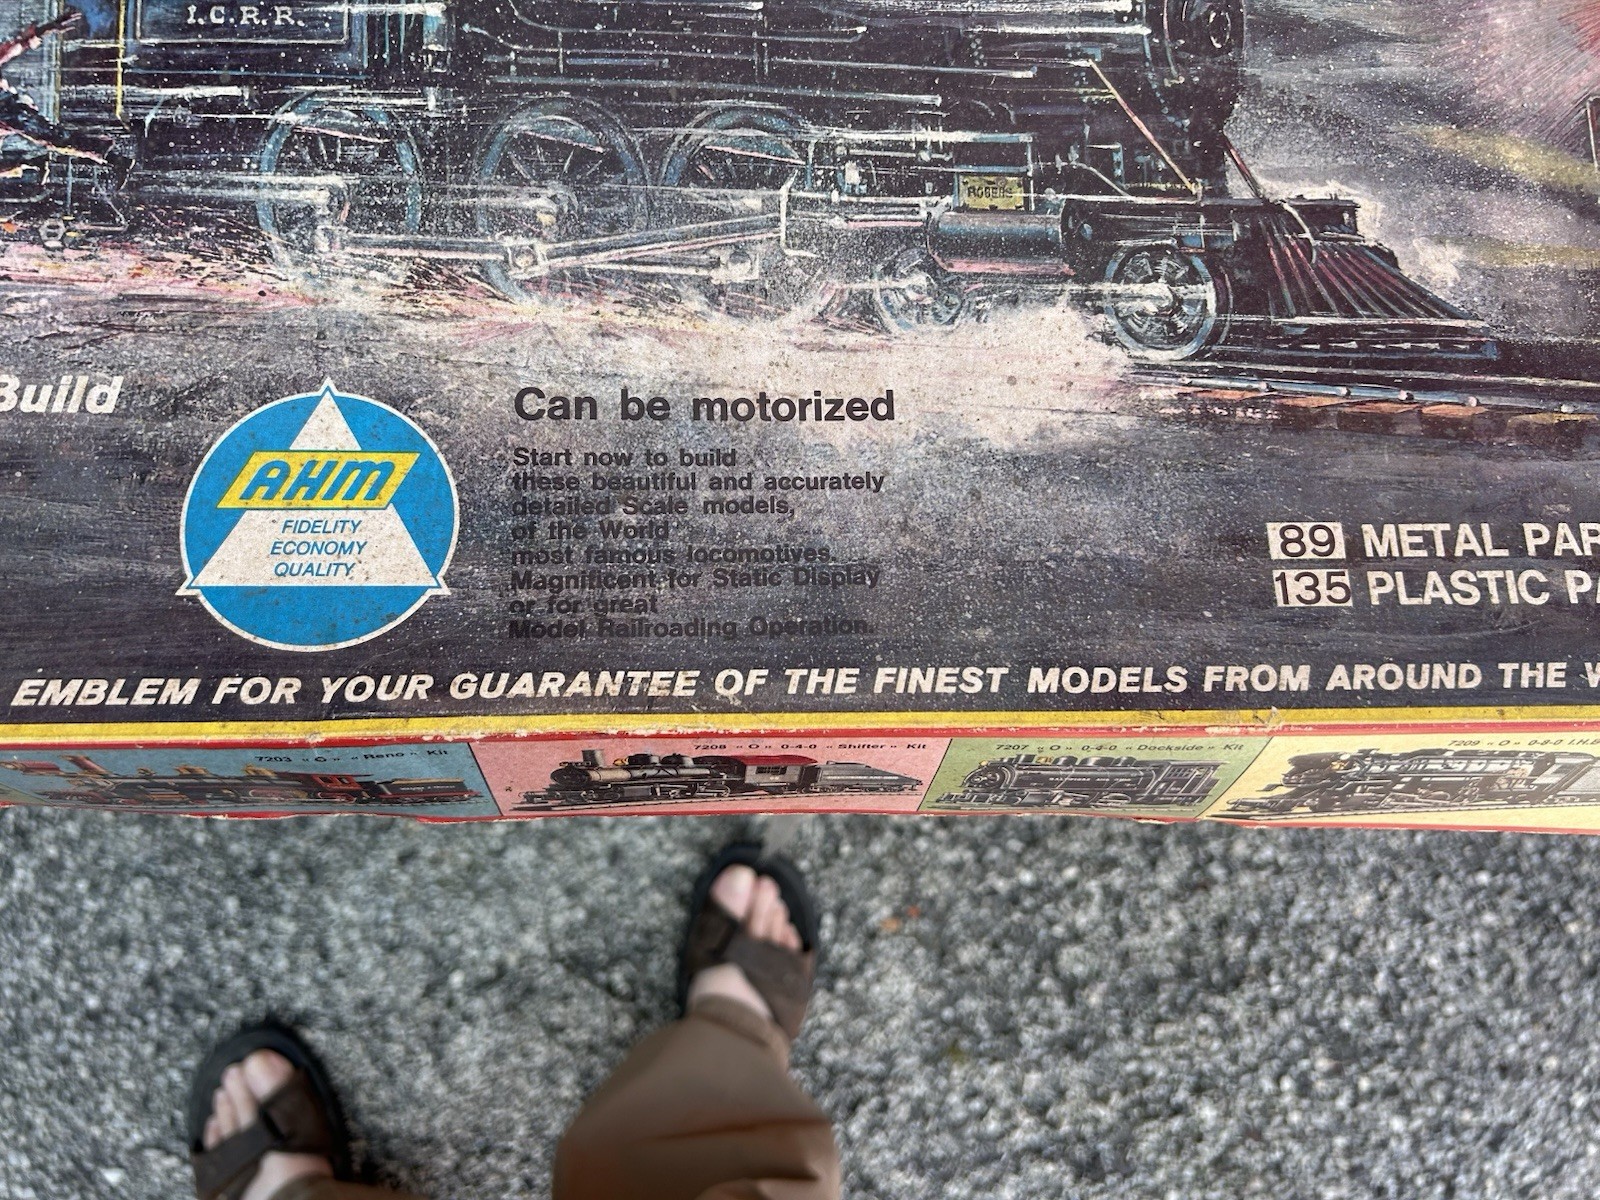 I.C.R.R.
ROGERS
Build
Can be motorized
AHM
FIDELITY
ECONOMY
QUALITY
Start now to build
these beautiful and accurately
detailed Scale models,
of the World
most famous locomotives.
Magnificent for Static Display
or for great
Model Railroading Operation.
89 METAL PAR
135 PLASTIC PA
EMBLEM FOR YOUR GUARANTEE OF THE FINEST MODELS FROM AROUND THE W
7203 « O » « Reno » Kit
7208 « O » 0-4-0 « Shifter » Kit
7207 « O » 0-4-0 « Dockside » Kit
7209 « O » 0-8-0 I.H.B